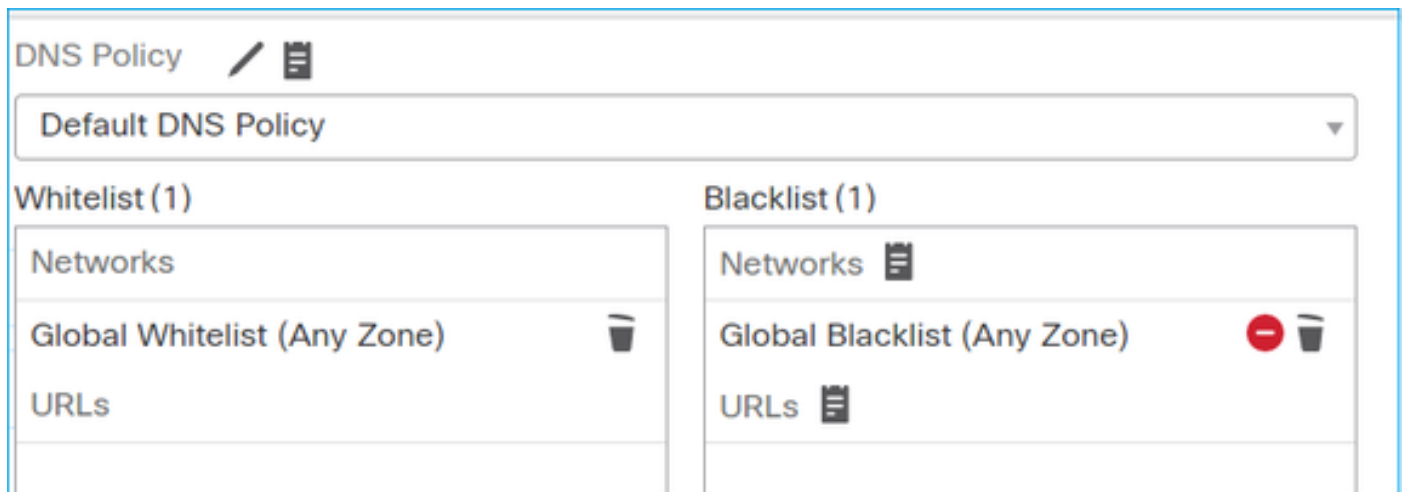 DNS Policy
Default DNS Policy
Whitelist (1)
Blacklist (1)
Networks
Networks
Global Whitelist (Any Zone)
Global Blacklist (Any Zone)
URLs
URLs